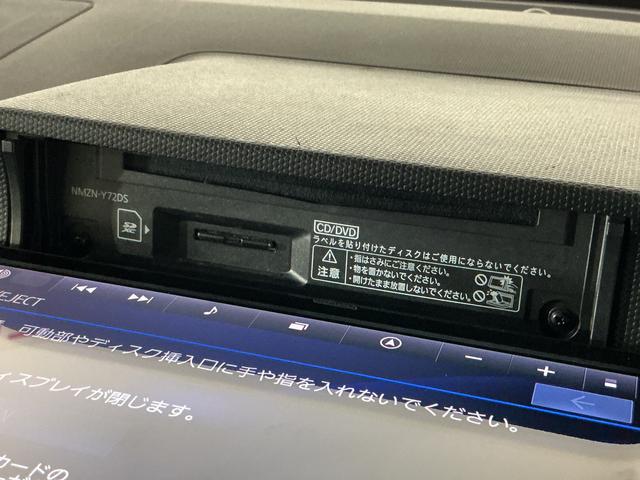 NMZN-Y72DS
SD
XC
CD/DVD
ラベルを貼り付けたディスクはご使用にならないでください。
注意
・指はさみにご注意ください。
・物を置かないでください。
・開けたまま放置しないでください。
EJECT
可動部やディスク挿入口に手や指を入れないでください。
ィスプレイが閉じます。
カードの